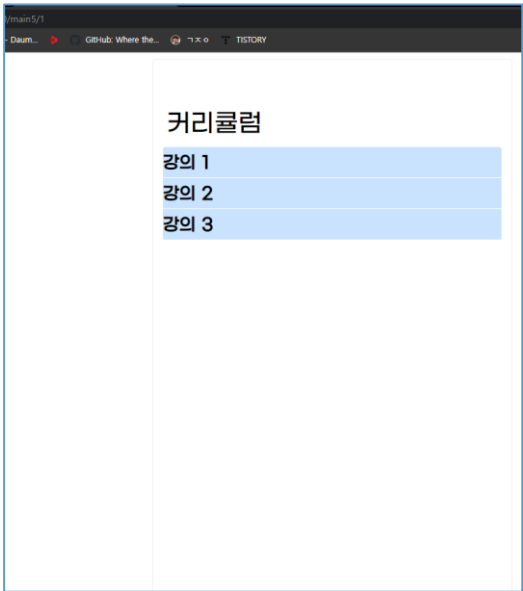 /main5/1
- Daum... GitHub: Where the... ㄱㅈㅇ TISTORY
커리큘럼
강의 1
강의 2
강의 3